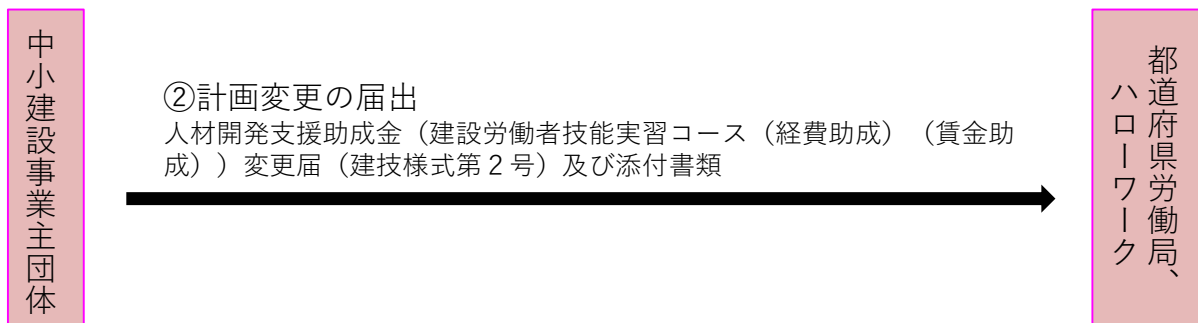 中小建設事業主団体
②計画変更の届出
人材開発支援助成金（建設労働者技能実習コース（経費助成）（賃金助
成））変更届（建技様式第２号）及び添付書類
都道府県労働局、
ハローワーク